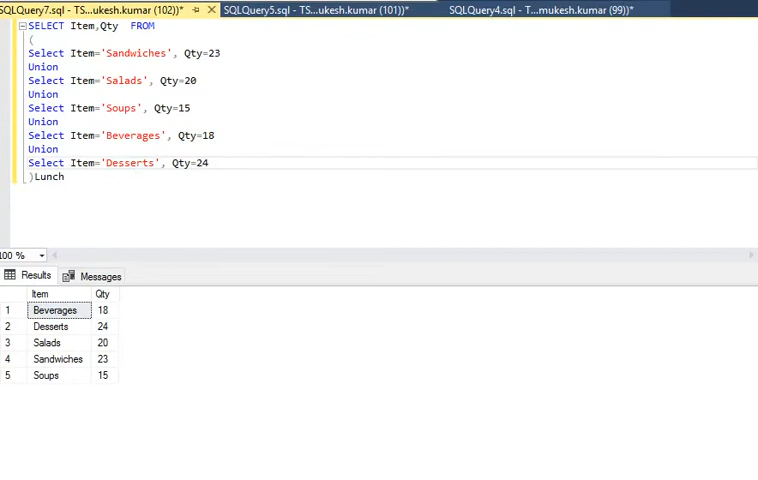 SQLQuery7.sql - TS...ukesh.kumar (102))* SQLQuery5.sql - TS...ukesh.kumar (101))* SQLQuery4.sql - T...mukesh.kumar (99))*
SELECT Item,Qty FROM
(
Select Item='Sandwiches', Qty=23
Union
Select Item='Salads', Qty=20
Union
Select Item='Soups', Qty=15
Union
Select Item='Beverages', Qty=18
Union
Select Item='Desserts', Qty=24
)Lunch
100 %
Results Messages
Item Qty
1 Beverages 18
2 Desserts 24
3 Salads 20
4 Sandwiches 23
5 Soups 15